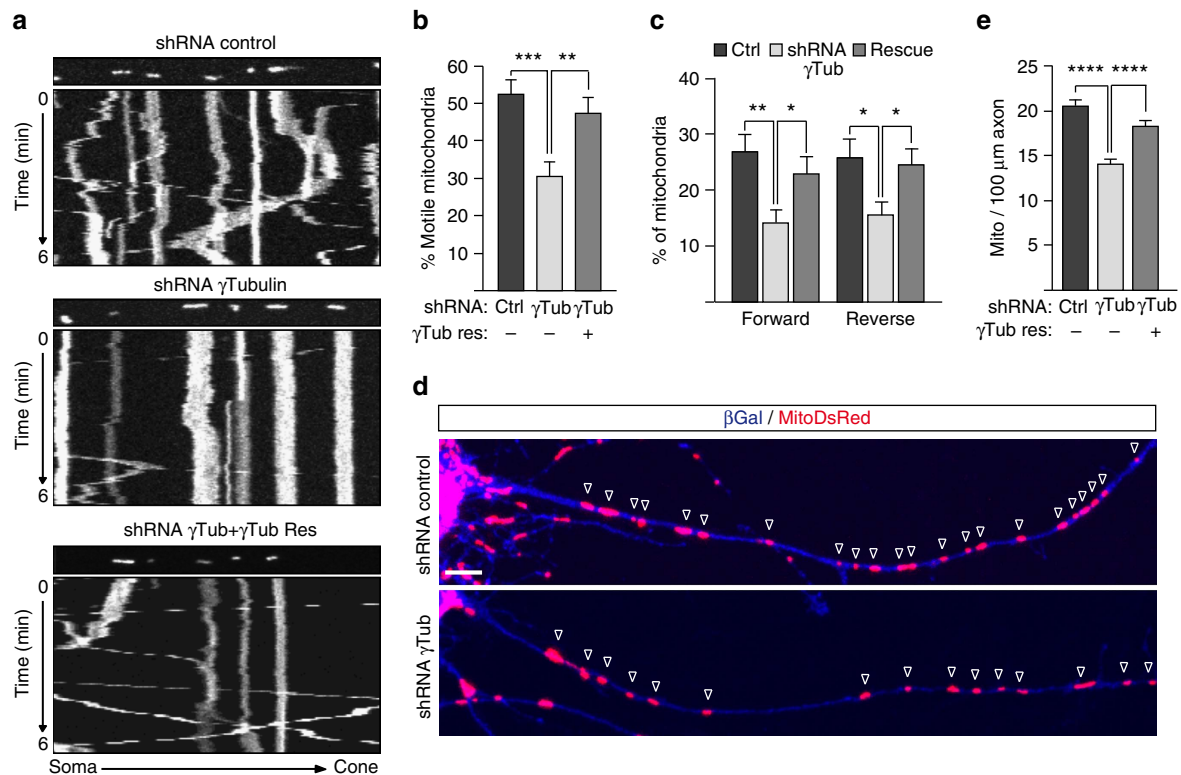 a
shRNA control
0
Time (min)
6
shRNA γTubulin
0
Time (min)
6
shRNA γTub+γTub Res
0
Time (min)
6
Soma
Cone
b
60
50
40
30
20
10
% Motile mitochondria
***
**
shRNA: Ctrl γTub γTub
γTub res: – – +
c
Ctrl shRNA Rescue
γTub
40
30
20
10
% of mitochondria
** * * *
Forward Reverse
e
25
20
15
10
5
Mito / 100 μm axon
**** ****
shRNA: Ctrl γTub γTub
γTub res: – – +
d
βGal / MitoDsRed
shRNA control
shRNA γTub